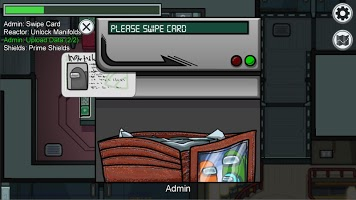 Admin: Swipe Card
Reactor: Unlock Manifolds
Admin: Upload Data (2/2)
Shields: Prime Shields
PLEASE SWIPE CARD
Admin